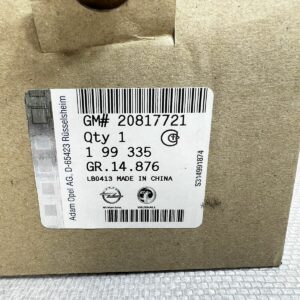 GM# 20817721
Qty 1
1 99 335
GR.14.876
LB0413 MADE IN CHINA
Adam Opel AG. D-65423 Rüsselsheim
S314991874